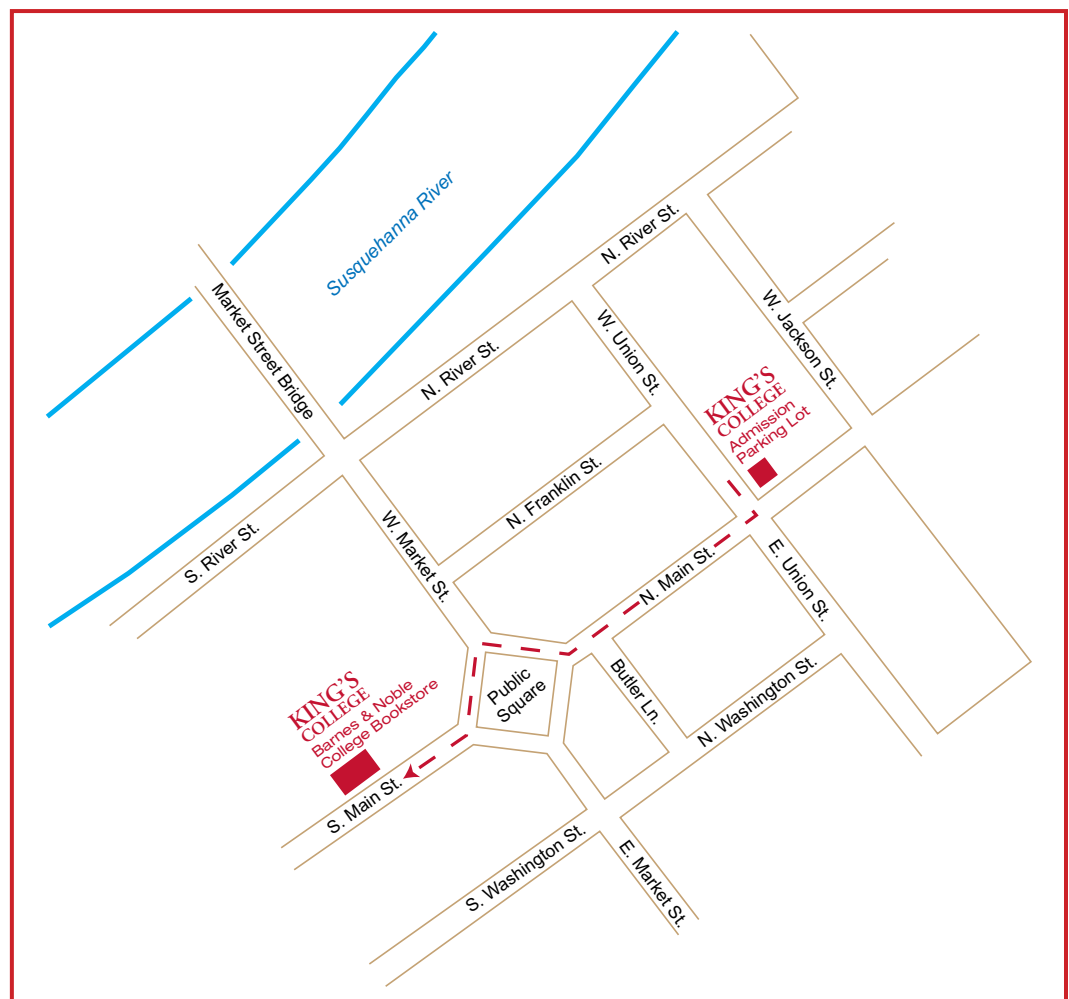 Susquehanna River
N. River St.
Market Street Bridge
W. Jackson St.
W. Union St.
N. River St.
KING'S
COLLEGE
Admission
Parking Lot
N. Franklin St.
S. River St.
W. Market St.
E. Union St.
N. Main St.
Butler Ln.
Public
Square
N. Washington St.
KING'S
COLLEGE
Barnes & Noble
College Bookstore
S. Main St.
S. Washington St.
E. Market St.